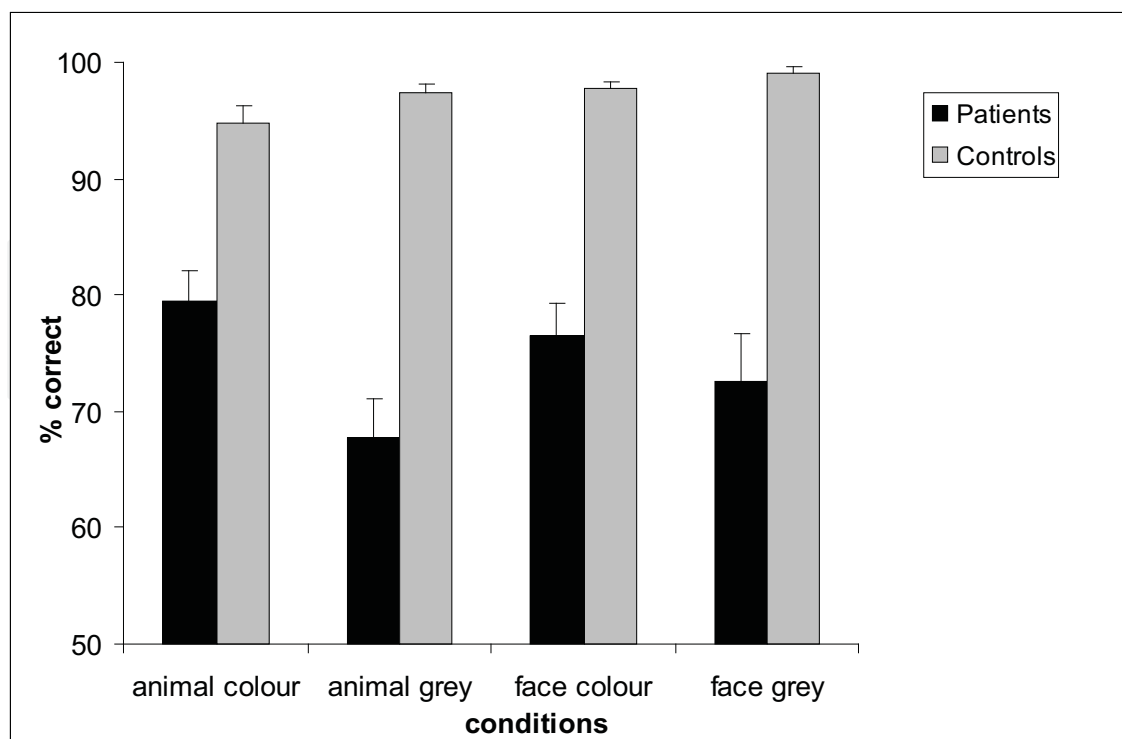 100
90
80
70
60
50
% correct
animal colour
animal grey
face colour
face grey
conditions
Patients
Controls